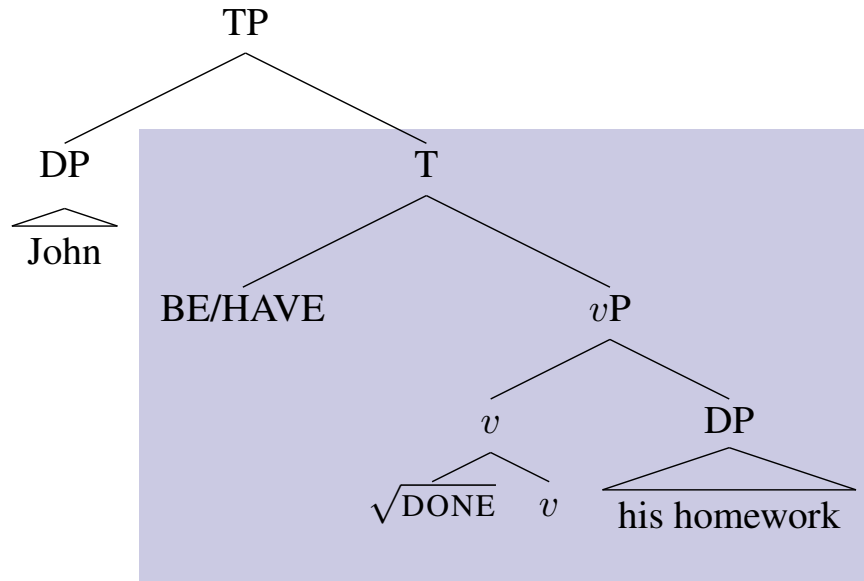 TP
DP
T
John
BE/HAVE
vP
v
DP
√DONE
v
his homework